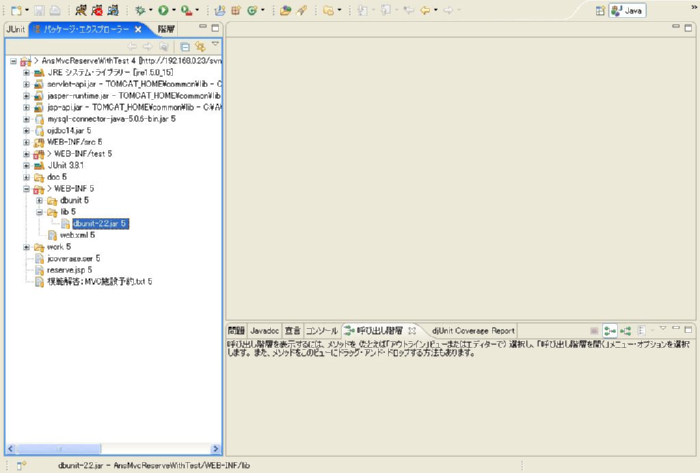 Java
JUnit
パッケージ・エクスプローラー
階層
> AnsMvcReserveWithTest 4 [http://192.168.0.23/svn
JRE システム・ライブラリー [jre1.5.0_15]
servlet-api.jar - TOMCAT_HOME¥common¥lib - C
jasper-runtime.jar - TOMCAT_HOME¥common¥lib
jsp-api.jar - TOMCAT_HOME¥common¥lib - C:¥A
mysql-connector-java-5.0.6-bin.jar 5
ojdbc14.jar 5
WEB-INF/src 5
> WEB-INF/test 5
JUnit 3.8.1
doc 5
> WEB-INF 5
dbunit 5
lib 5
dbunit-2.2.jar 5
web.xml 5
work 5
jcoverage.ser 5
reserve.jsp 5
模範解答:MVC施設予約.txt 5
問題
Javadoc
宣言
コンソール
呼び出し階層
djUnit Coverage Report
呼び出し階層を表示するには、メソッドを (たとえば「アウトライン」ビューまたはエディターで) 選択し、「呼び出し階層を開く」メニュー・オプションを選択
します。また、メソッドをこのビューにドラッグ・アンド・ドロップする方法もあります。
dbunit-2.2.jar - AnsMvcReserveWithTest/WEB-INF/lib